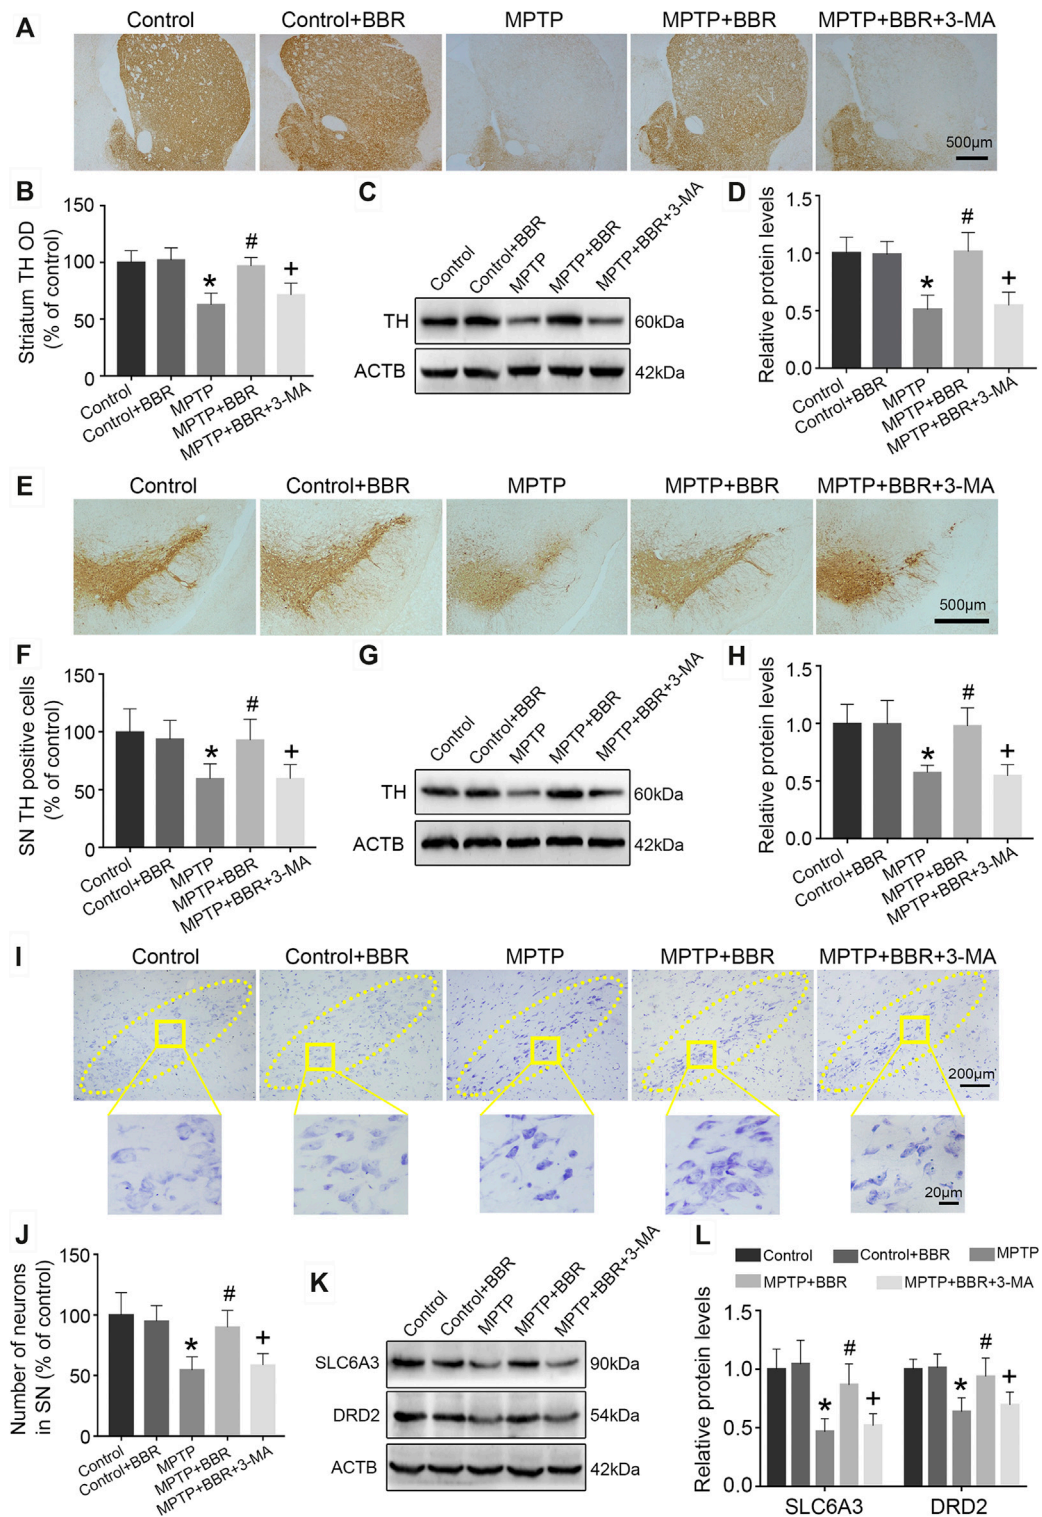 A
Control
Control+BBR
MPTP
MPTP+BBR
MPTP+BBR+3-MA
500µm
B
Striatum TH OD
(% of control)
150
100
50
0
*
#
+
Control
Control+BBR
MPTP
MPTP+BBR
MPTP+BBR+3-MA
C
Control
Control+BBR
MPTP
MPTP+BBR
MPTP+BBR+3-MA
TH
60kDa
ACTB
42kDa
D
Relative protein levels
1.5
1.0
0.5
0.0
*
#
+
Control
Control+BBR
MPTP
MPTP+BBR
MPTP+BBR+3-MA
E
Control
Control+BBR
MPTP
MPTP+BBR
MPTP+BBR+3-MA
500µm
F
SN TH positive cells
(% of control)
150
100
50
0
*
#
+
Control
Control+BBR
MPTP
MPTP+BBR
MPTP+BBR+3-MA
G
Control
Control+BBR
MPTP
MPTP+BBR
MPTP+BBR+3-MA
TH
60kDa
ACTB
42kDa
H
Relative protein levels
1.5
1.0
0.5
0.0
*
#
+
Control
Control+BBR
MPTP
MPTP+BBR
MPTP+BBR+3-MA
I
Control
Control+BBR
MPTP
MPTP+BBR
MPTP+BBR+3-MA
200µm
20µm
J
Number of neurons
in SN (% of control)
150
100
50
0
*
#
+
Control
Control+BBR
MPTP
MPTP+BBR
MPTP+BBR+3-MA
K
Control
Control+BBR
MPTP
MPTP+BBR
MPTP+BBR+3-MA
SLC6A3
90kDa
DRD2
54kDa
ACTB
42kDa
L
Control
Control+BBR
MPTP
MPTP+BBR
MPTP+BBR+3-MA
Relative protein levels
1.5
1.0
0.5
0.0
*
#
+
*
#
+
SLC6A3
DRD2